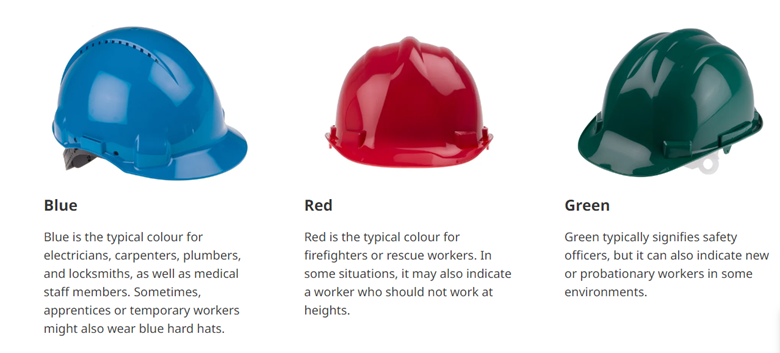 Blue
Blue is the typical colour for
electricians, carpenters, plumbers,
and locksmiths, as well as medical
staff members. Sometimes,
apprentices or temporary workers
might also wear blue hard hats.
Red
Red is the typical colour for
firefighters or rescue workers. In
some situations, it may also indicate
a worker who should not work at
heights.
Green
Green typically signifies safety
officers, but it can also indicate new
or probationary workers in some
environments.